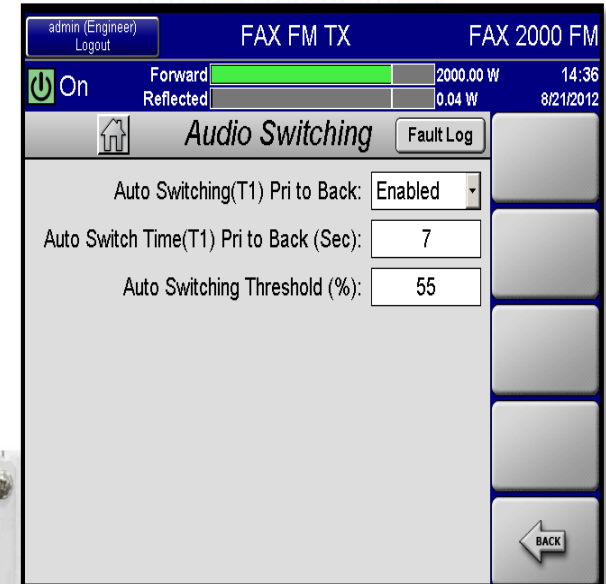 admin (Engineer)
Logout
FAX FM TX
FAX 2000 FM
On
Forward
2000.00 W
14:36
Reflected
0.04 W
8/21/2012
Audio Switching
Fault Log
Auto Switching(T1) Pri to Back: Enabled
Auto Switch Time(T1) Pri to Back (Sec): 7
Auto Switching Threshold (%): 55
BACK